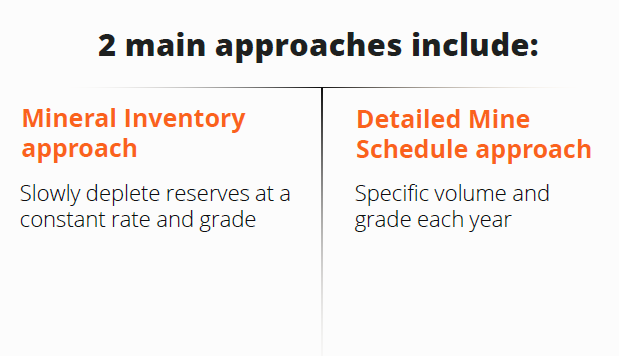 2 main approaches include:
Mineral Inventory
approach
Slowly deplete reserves at a
constant rate and grade
Detailed Mine
Schedule approach
Specific volume and
grade each year